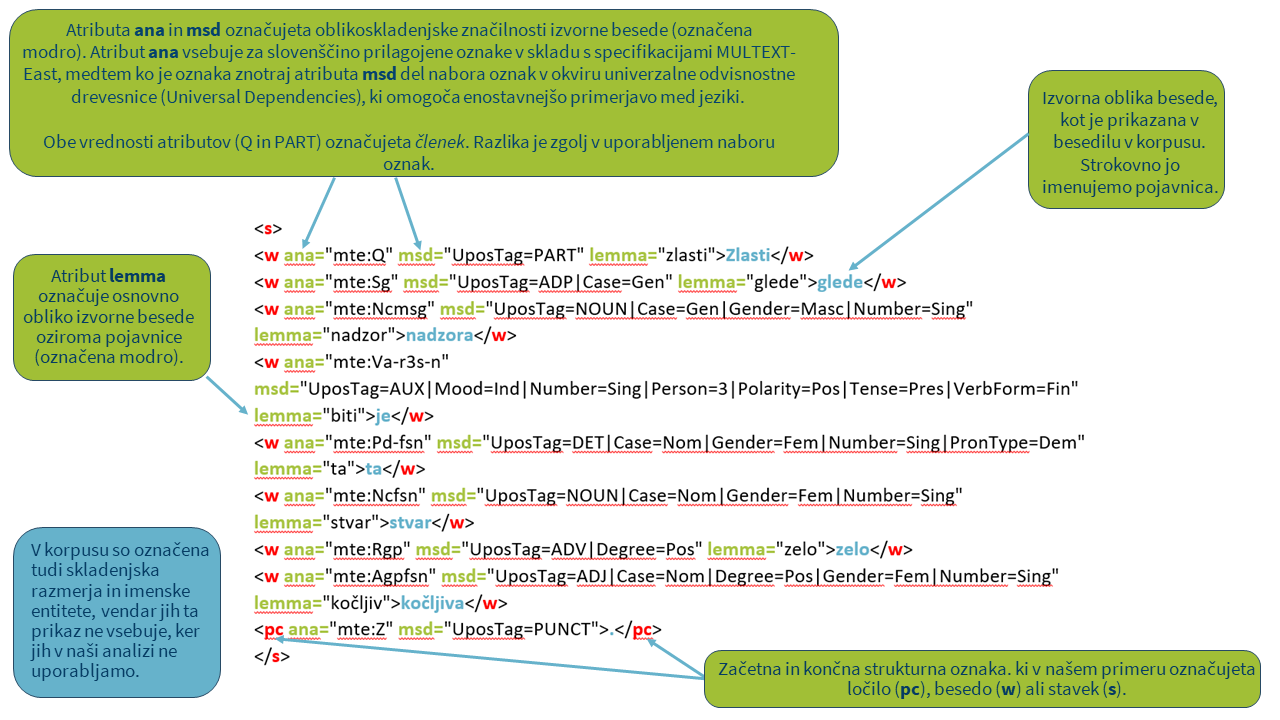 Atributa ana in msd označujeta oblikoskladenjske značilnosti izvorne besede (označena
modro). Atribut ana vsebuje za slovenščino prilagojene oznake v skladu s specifikacijami MULTEXT-
East, medtem ko je oznaka znotraj atributa msd del nabora oznak v okviru univerzalne odvisnostne
drevesnice (Universal Dependencies), ki omogoča enostavnejšo primerjavo med jeziki.
Obe vrednosti atributov (Q in PART) označujeta členek. Razlika je zgolj v uporabljenem naboru
oznak.
Izvorna oblika besede,
kot je prikazana v
besedilu v korpusu.
Strokovno jo
imenujemo pojavnica.
Atribut lemma
označuje osnovno
obliko izvorne besede
oziroma pojavnice
(označena modro).
<s>
<w ana="mte:Q" msd="UposTag=PART" lemma="zlasti">Zlasti</w>
<w ana="mte:Sg" msd="UposTag=ADP|Case=Gen" lemma="glede">glede</w>
<w ana="mte:Ncmsg" msd="UposTag=NOUN|Case=Gen|Gender=Masc|Number=Sing"
lemma="nadzor">nadzora</w>
<w ana="mte:Va-r3s-n"
msd="UposTag=AUX|Mood=Ind|Number=Sing|Person=3|Polarity=Pos|Tense=Pres|VerbForm=Fin"
lemma="biti">je</w>
<w ana="mte:Pd-fsn" msd="UposTag=DET|Case=Nom|Gender=Fem|Number=Sing|PronType=Dem"
lemma="ta">ta</w>
<w ana="mte:Ncfsn" msd="UposTag=NOUN|Case=Nom|Gender=Fem|Number=Sing"
lemma="stvar">stvar</w>
<w ana="mte:Rgp" msd="UposTag=ADV|Degree=Pos" lemma="zelo">zelo</w>
<w ana="mte:Agpfsn" msd="UposTag=ADJ|Case=Nom|Degree=Pos|Gender=Fem|Number=Sing"
lemma="kočljiv">kočljiva</w>
<pc ana="mte:Z" msd="UposTag=PUNCT">.</pc>
</s>
V korpusu so označena
tudi skladenjska
razmerja in imenske
entitete, vendar jih ta
prikaz ne vsebuje, ker
jih v naši analizi ne
uporabljamo.
Začetna in končna strukturna oznaka. ki v našem primeru označujeta
ločilo (pc), besedo (w) ali stavek (s).